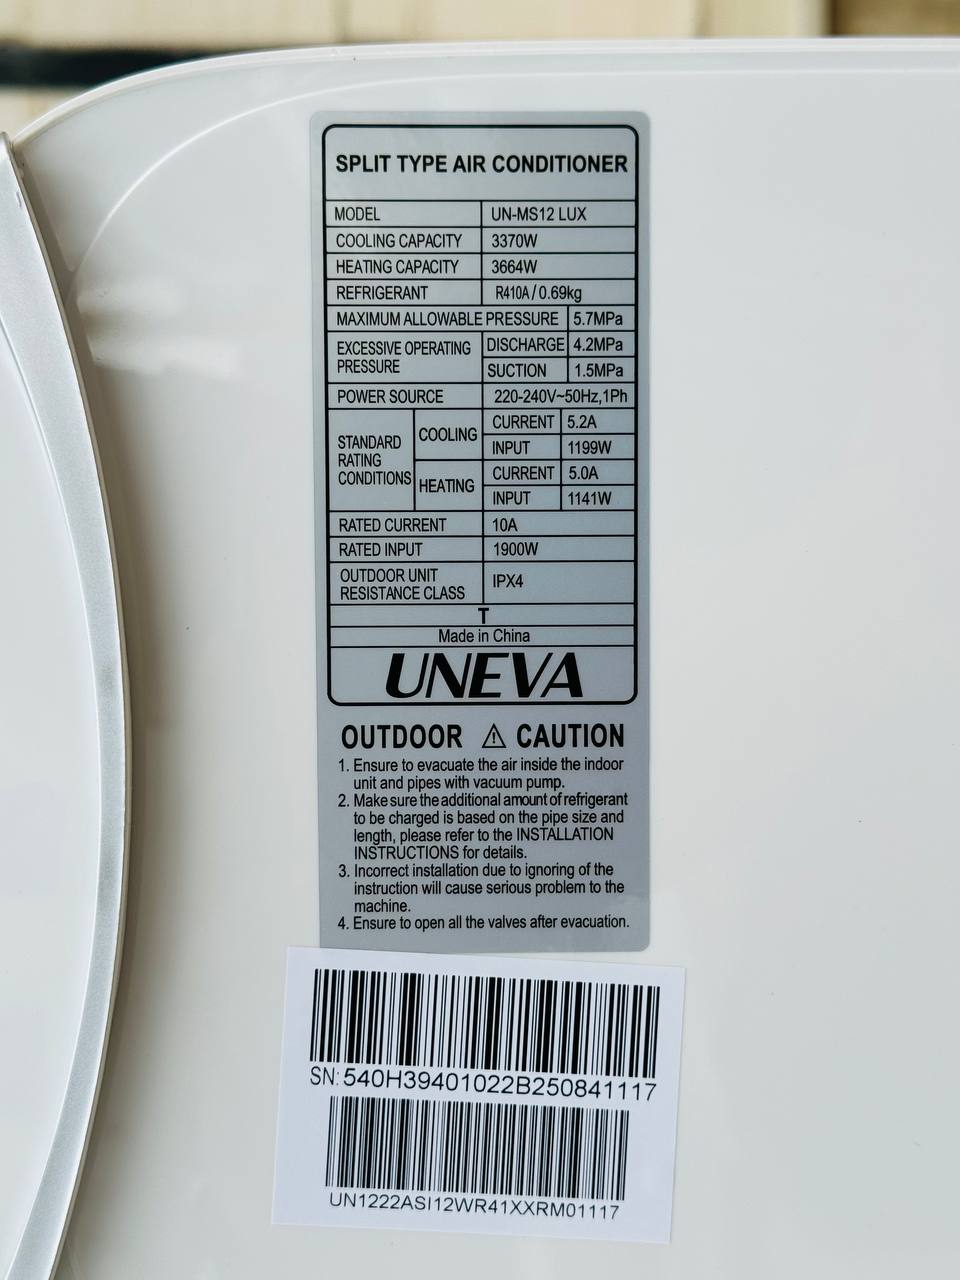 SPLIT TYPE AIR CONDITIONER
MODEL UN-MS12 LUX
COOLING CAPACITY 3370W
HEATING CAPACITY 3664W
REFRIGERANT R410A / 0.69kg
MAXIMUM ALLOWABLE PRESSURE 5.7MPa
EXCESSIVE OPERATING PRESSURE DISCHARGE 4.2MPa
SUCTION 1.5MPa
POWER SOURCE 220-240V~50Hz,1Ph
STANDARD RATING CONDITIONS COOLING CURRENT 5.2A
INPUT 1199W
HEATING CURRENT 5.0A
INPUT 1141W
RATED CURRENT 10A
RATED INPUT 1900W
OUTDOOR UNIT RESISTANCE CLASS IPX4
T
Made in China
UNEVA
OUTDOOR ⚠ CAUTION
1. Ensure to evacuate the air inside the indoor
unit and pipes with vacuum pump.
2. Make sure the additional amount of refrigerant
to be charged is based on the pipe size and
length, please refer to the INSTALLATION
INSTRUCTIONS for details.
3. Incorrect installation due to ignoring of the
instruction will cause serious problem to the
machine.
4. Ensure to open all the valves after evacuation.
SN: 540H39401022B250841117
UN1222ASI12WR41XXRM01117